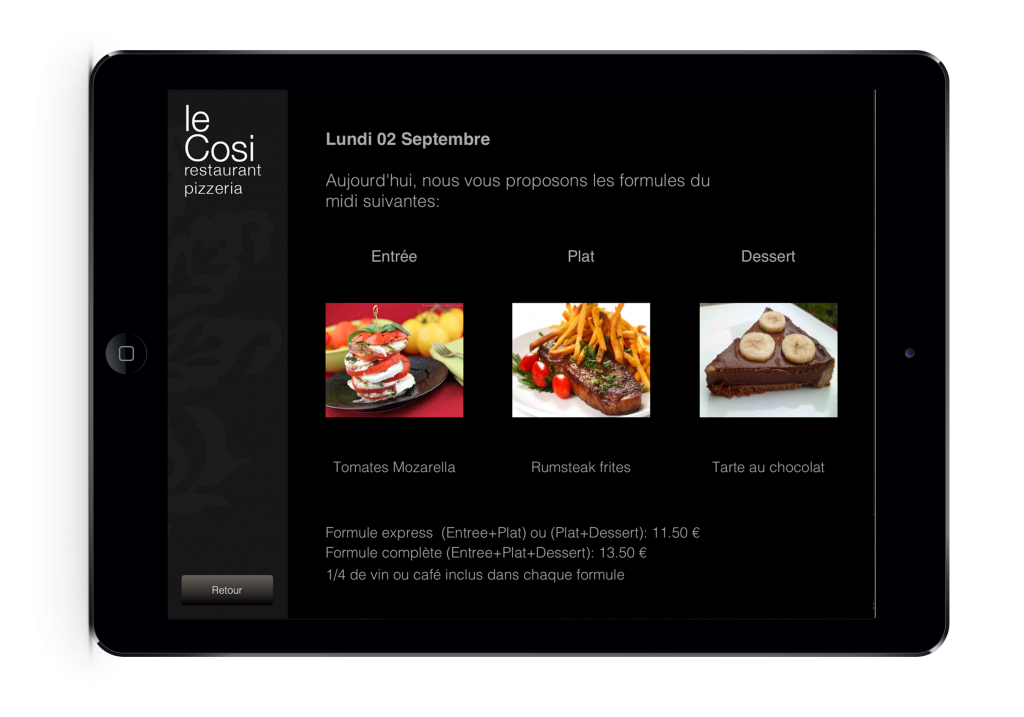 le
Cosi
restaurant
pizzeria
Lundi 02 Septembre
Aujourd'hui, nous vous proposons les formules du
midi suivantes:
Entrée
Plat
Dessert
Tomates Mozarella
Rumsteak frites
Tarte au chocolat
Formule express (Entree+Plat) ou (Plat+Dessert): 11.50 €
Formule complète (Entree+Plat+Dessert): 13.50 €
1/4 de vin ou café inclus dans chaque formule
Retour